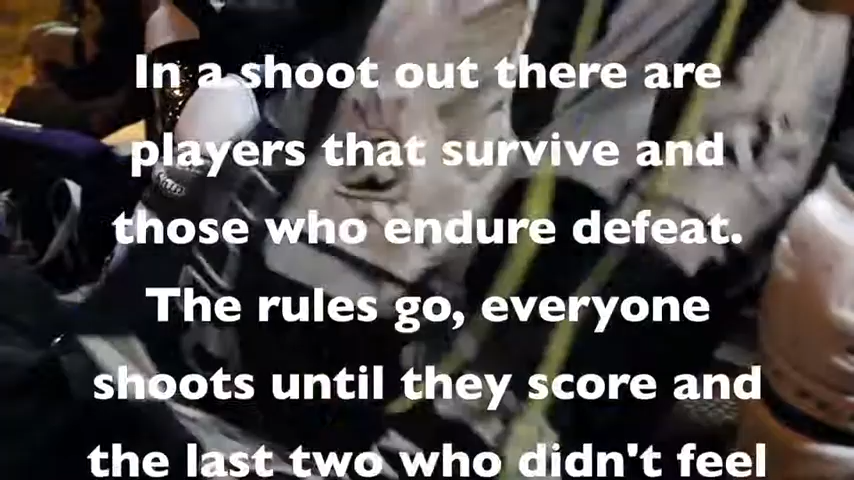 In a shoot out there are
players that survive and
those who endure defeat.
The rules go, everyone
shoots until they score and
the last two who didn't feel